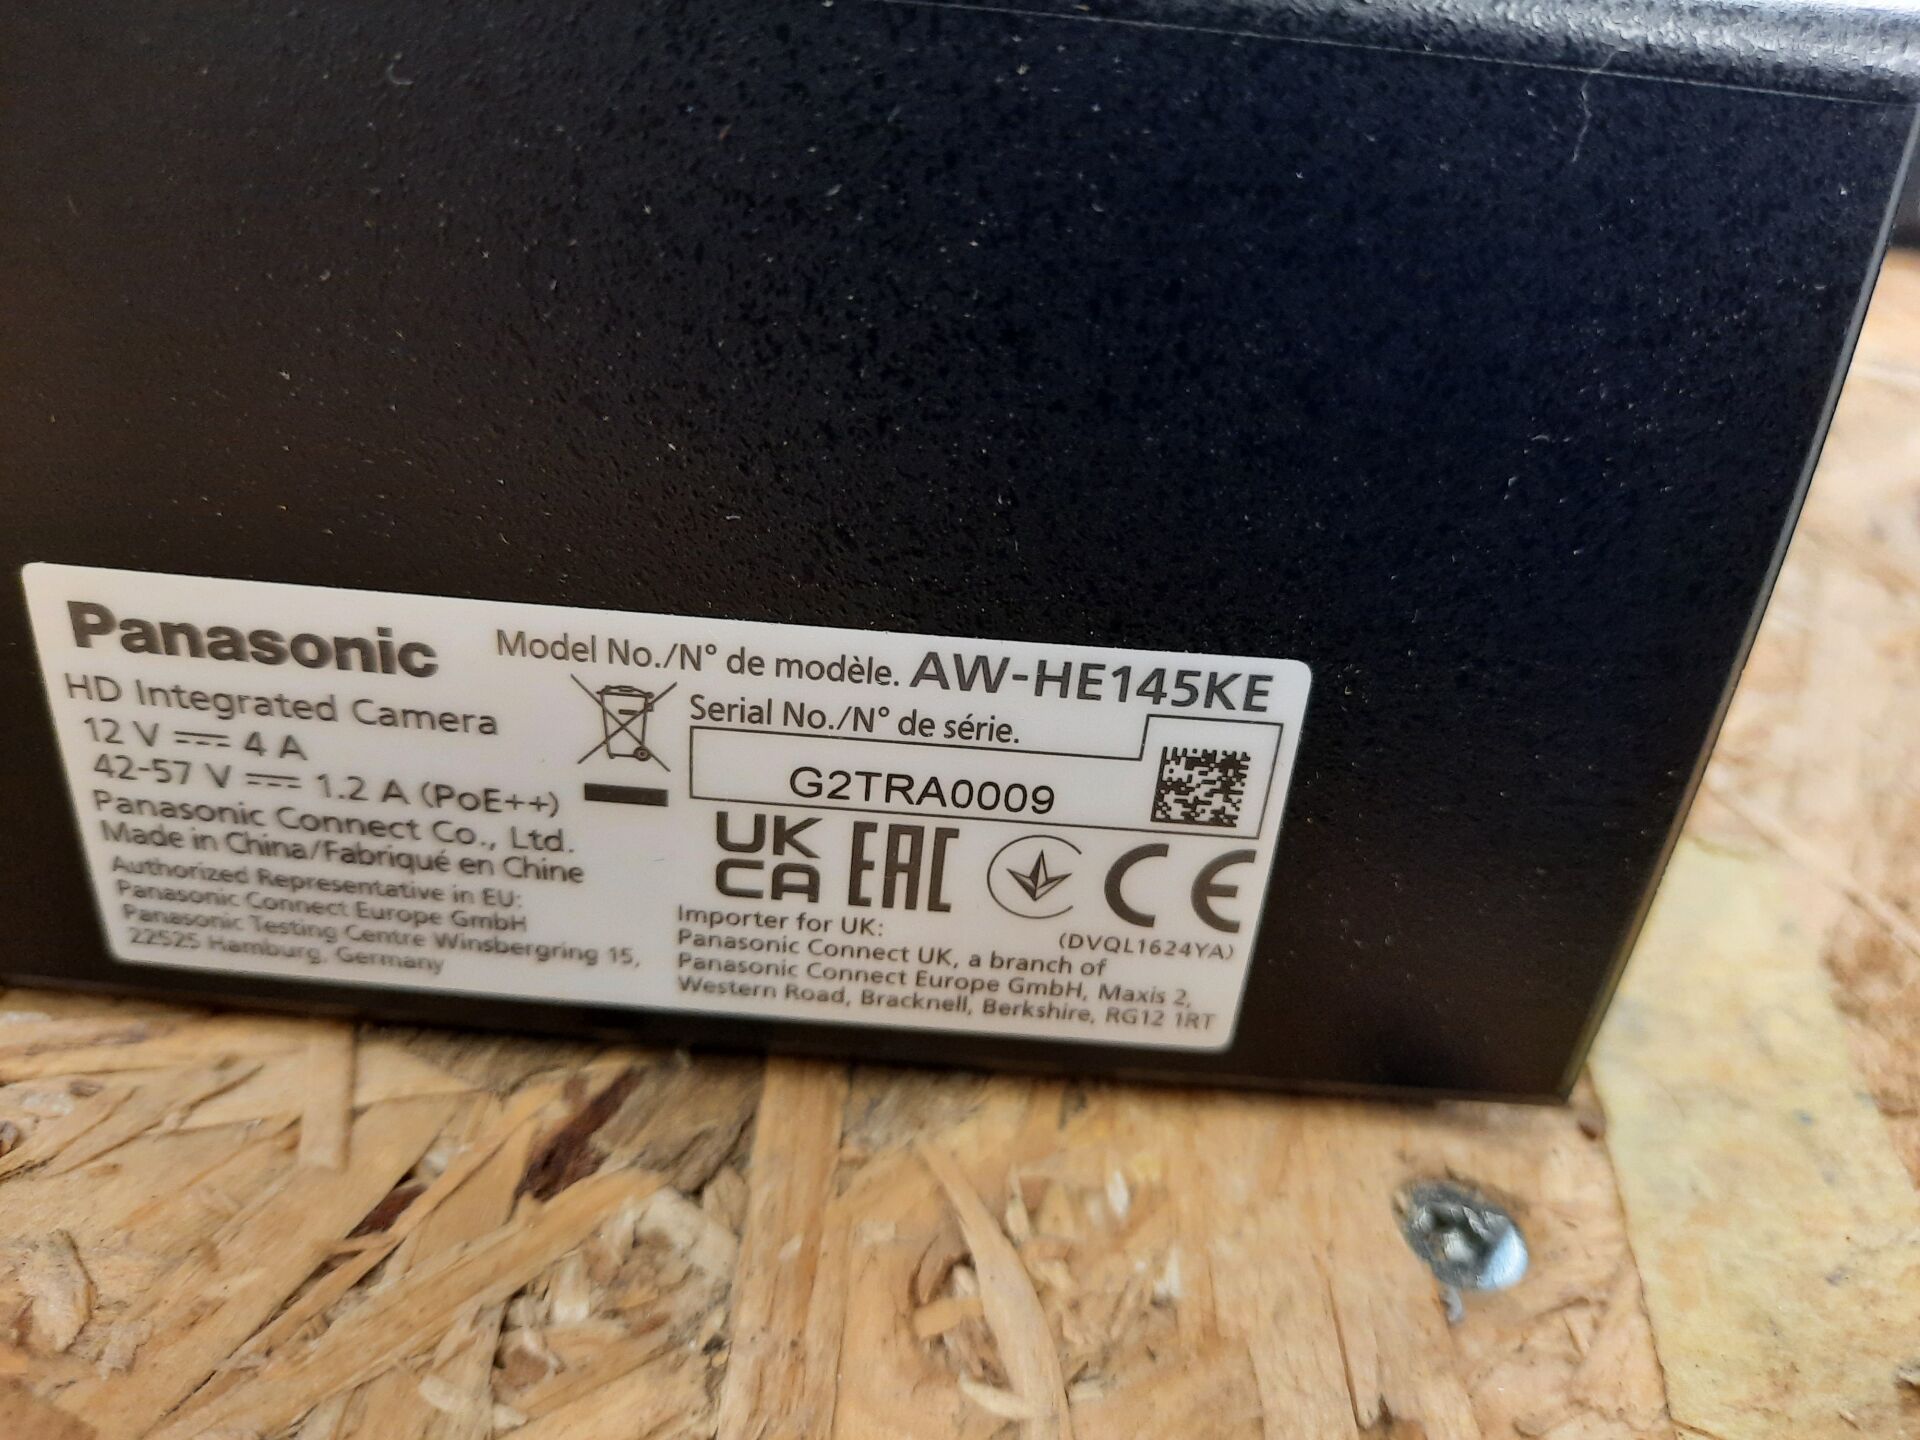 Panasonic
Model No./N° de modèle. AW-HE145KE
HD Integrated Camera
12 V ⎓ 4 A
42-57 V ⎓ 1.2 A (PoE++)
Panasonic Connect Co., Ltd.
Made in China/Fabriqué en Chine
Authorized Representative in EU:
Panasonic Connect Europe GmbH
Panasonic Testing Centre Winsbergring 15,
22525 Hamburg, Germany
Serial No./N° de série.
G2TRA0009
UK
CA
EAC
CE
(DVQL1624YA)
Importer for UK:
Panasonic Connect UK, a branch of
Panasonic Connect Europe GmbH, Maxis 2,
Western Road, Bracknell, Berkshire, RG12 1RT